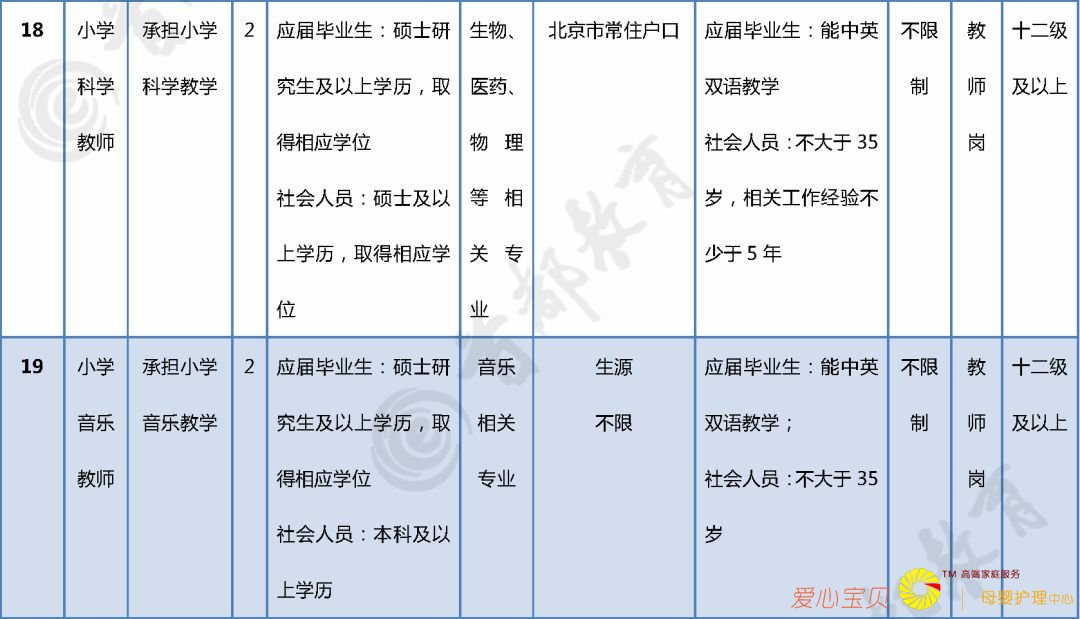 18
小学
科学
教师
承担小学
科学教学
2
应届毕业生：硕士研
究生及以上学历，取
得相应学位
社会人员：硕士及以
上学历，取得相应学
位
生物、
医药、
物理
等相
关专
业
北京市常住户口
应届毕业生：能中英
双语教学
社会人员：不大于 35
岁，相关工作经验不
少于 5 年
不限
制
教
师
岗
十二级
及以上
19
小学
音乐
教师
承担小学
音乐教学
2
应届毕业生：硕士研
究生及以上学历，取
得相应学位
社会人员：本科及以
上学历
音乐
相关
专业
生源
不限
应届毕业生：能中英
双语教学；
社会人员：不大于 35
岁
不限
制
教
师
岗
十二级
及以上
首都教育
首都教育
爱心宝贝
TM 高端家庭服务
母婴护理中心